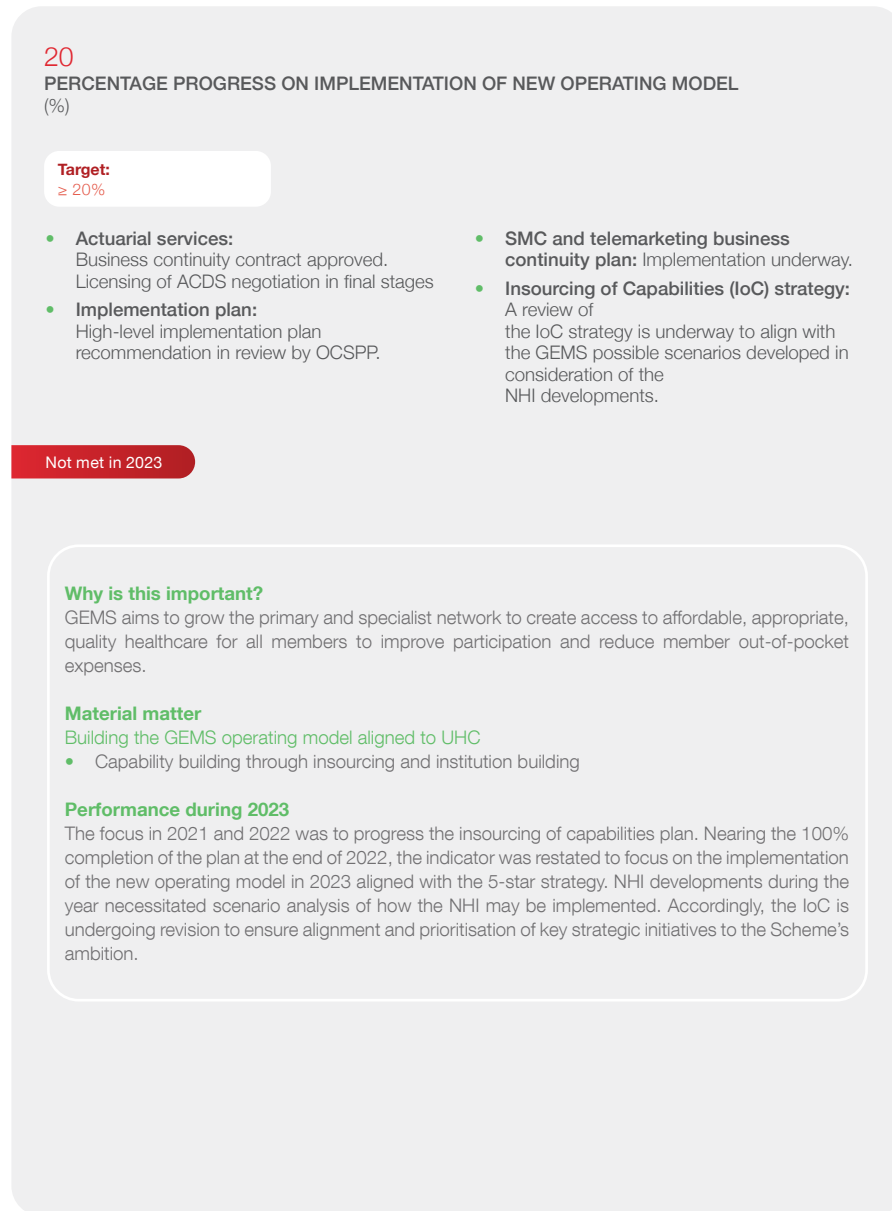 20
PERCENTAGE PROGRESS ON IMPLEMENTATION OF NEW OPERATING MODEL
(%)
Target:
≥ 20%
• Actuarial services:
Business continuity contract approved.
Licensing of ACDS negotiation in final stages
• Implementation plan:
High-level implementation plan
recommendation in review by OCSPP.
• SMC and telemarketing business
continuity plan: Implementation underway.
• Insourcing of Capabilities (IoC) strategy:
A review of
the IoC strategy is underway to align with
the GEMS possible scenarios developed in
consideration of the
NHI developments.
Not met in 2023
Why is this important?
GEMS aims to grow the primary and specialist network to create access to affordable, appropriate,
quality healthcare for all members to improve participation and reduce member out-of-pocket
expenses.
Material matter
Building the GEMS operating model aligned to UHC
• Capability building through insourcing and institution building
Performance during 2023
The focus in 2021 and 2022 was to progress the insourcing of capabilities plan. Nearing the 100%
completion of the plan at the end of 2022, the indicator was restated to focus on the implementation
of the new operating model in 2023 aligned with the 5-star strategy. NHI developments during the
year necessitated scenario analysis of how the NHI may be implemented. Accordingly, the IoC is
undergoing revision to ensure alignment and prioritisation of key strategic initiatives to the Scheme's
ambition.